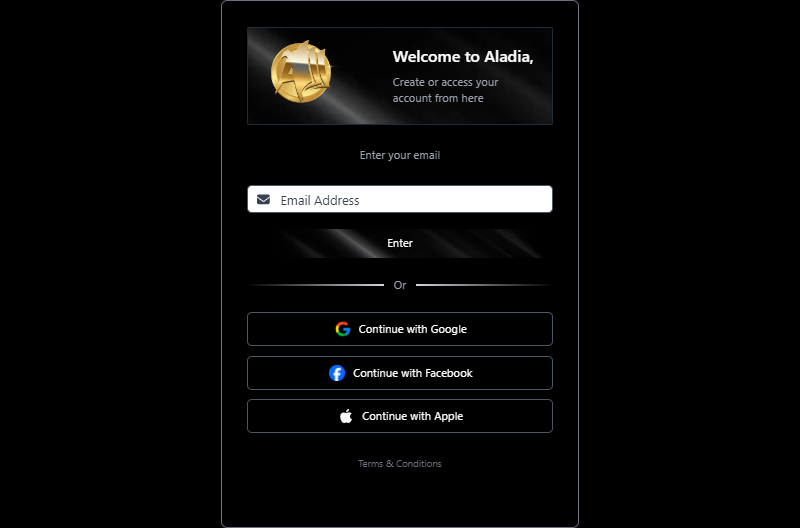 Welcome to Aladia,
Create or access your
account from here
Enter your email
Email Address
Enter
Or
Continue with Google
Continue with Facebook
Continue with Apple
Terms & Conditions